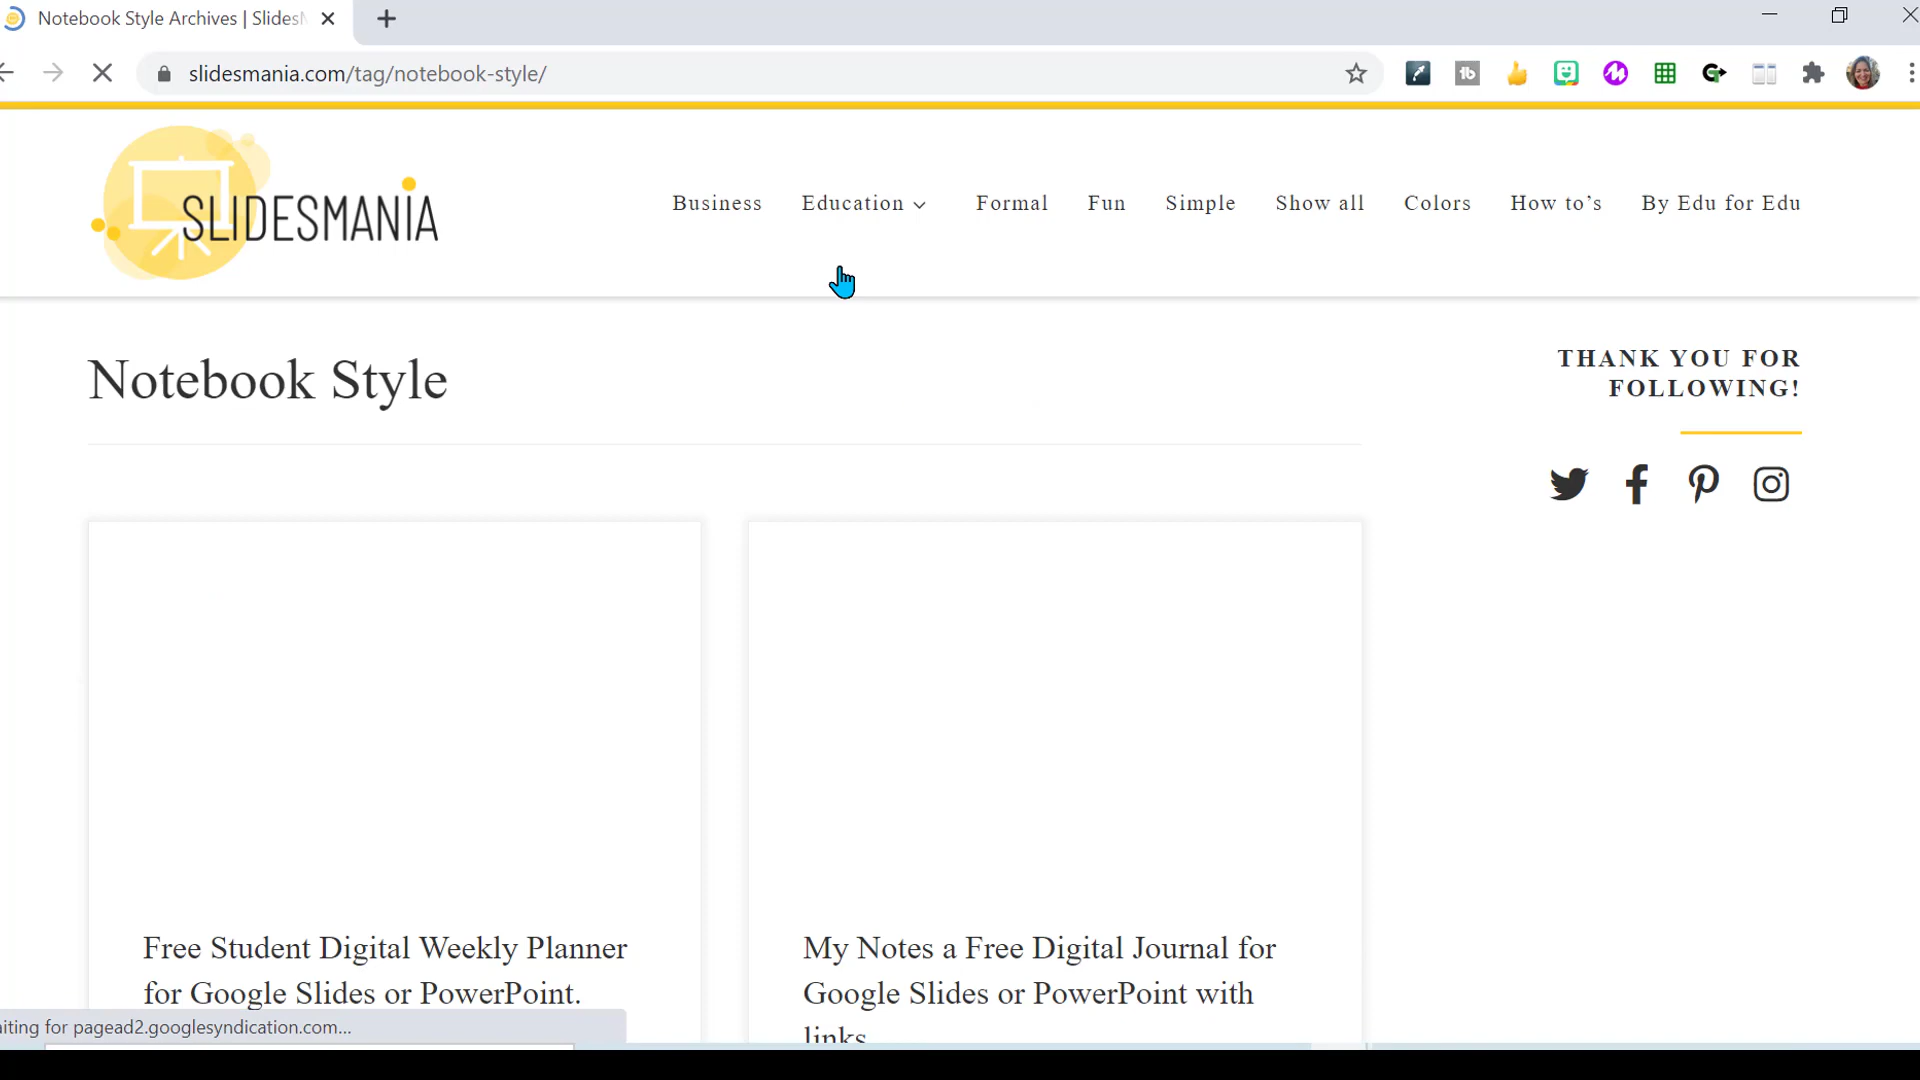 Notebook Style Archives | Slides
slidesmania.com/tag/notebook-style/
SLIDESMANIA
Business Education Formal Fun Simple Show all Colors How to’s By Edu for Edu
Notebook Style
THANK YOU FOR
FOLLOWING!
Free Student Digital Weekly Planner
for Google Slides or PowerPoint.
My Notes a Free Digital Journal for
Google Slides or PowerPoint with
links
aiting for pagead2.googlesyndication.com...